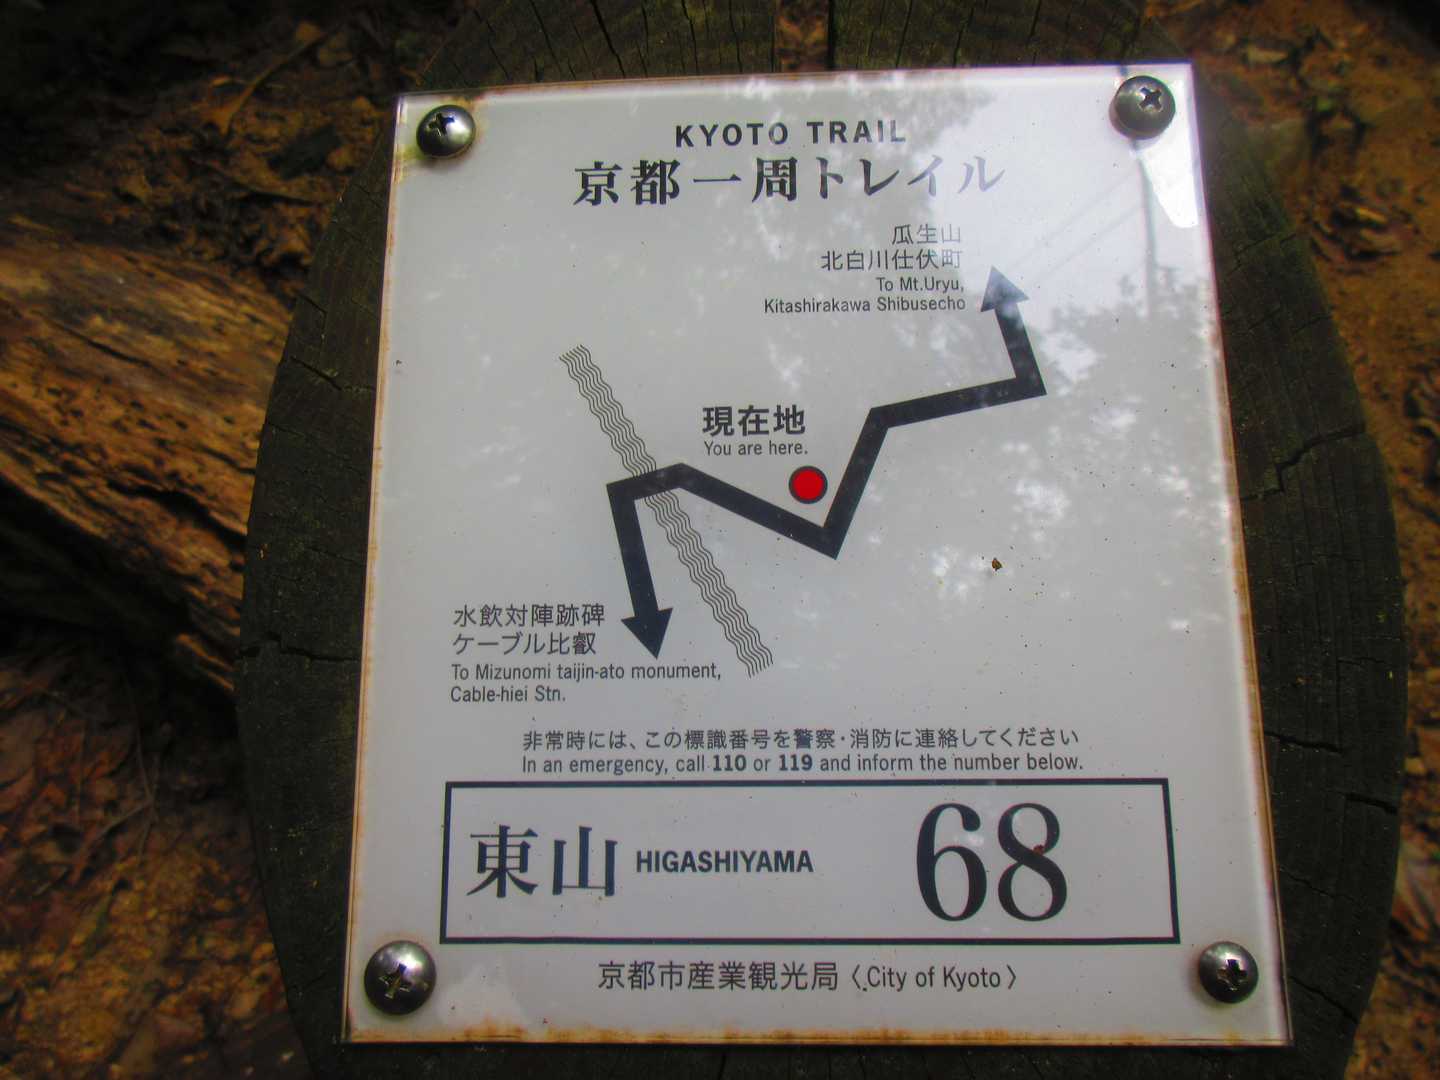 KYOTO TRAIL
京都一周トレイル
瓜生山
北白川仕伏町
To Mt.Uryu,
Kitashirakawa Shibusecho
現在地
You are here.
水飲対陣跡碑
ケーブル比叡
To Mizunomi taijin-ato monument,
Cable-hiei Stn.
非常時には、この標識番号を警察・消防に連絡してください
In an emergency, call 110 or 119 and inform the number below.
東山 HIGASHIYAMA 68
京都市産業観光局〈City of Kyoto〉